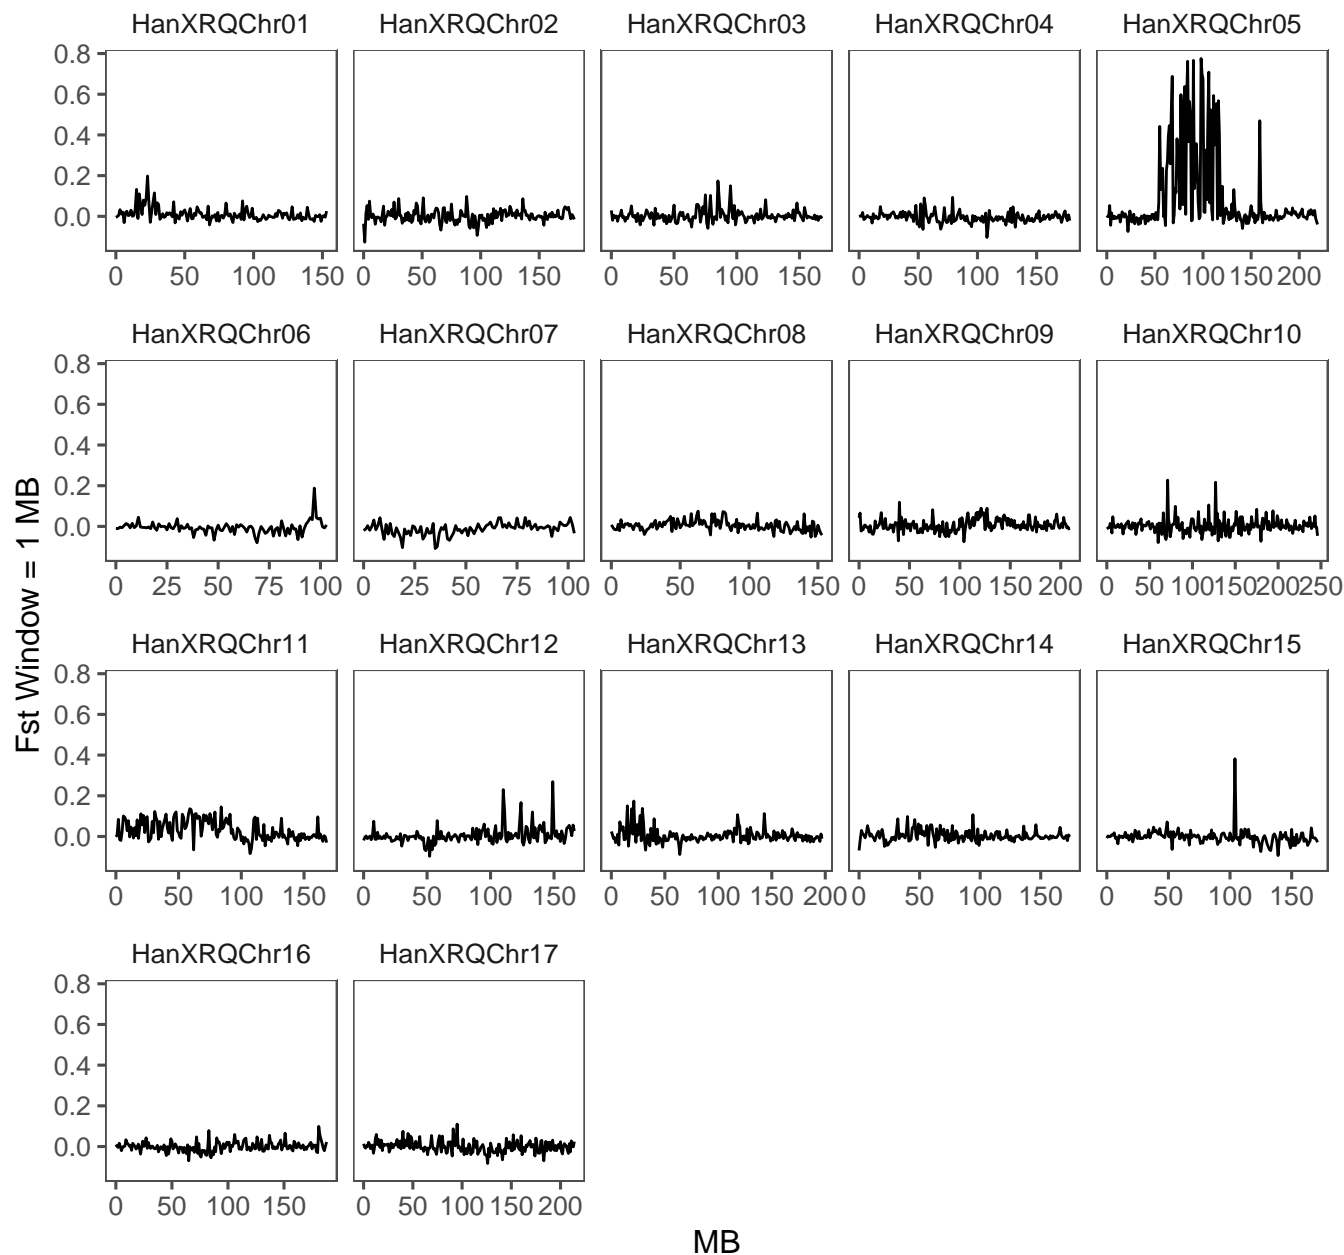 HanXRQChr01 HanXRQChr02 HanXRQChr03 HanXRQChr04 HanXRQChr05
0.8
0.6
0.4
0.2
0.0
0 50 100 150 0 50 100 150 0 50 100 150 0 50 100 150 0 50 100 150 200
HanXRQChr06 HanXRQChr07 HanXRQChr08 HanXRQChr09 HanXRQChr10
0.8
0.6
0.4
0.2
0.0
0 25 50 75 100 0 25 50 75 100 0 50 100 150 0 50 100 150 200 0 50 100 150 200 250
Fst Window = 1 MB
HanXRQChr11 HanXRQChr12 HanXRQChr13 HanXRQChr14 HanXRQChr15
0.8
0.6
0.4
0.2
0.0
0 50 100 150 0 50 100 150 0 50 100 150 200 0 50 100 150 0 50 100 150
HanXRQChr16 HanXRQChr17
0.8
0.6
0.4
0.2
0.0
0 50 100 150 0 50 100 150 200
MB